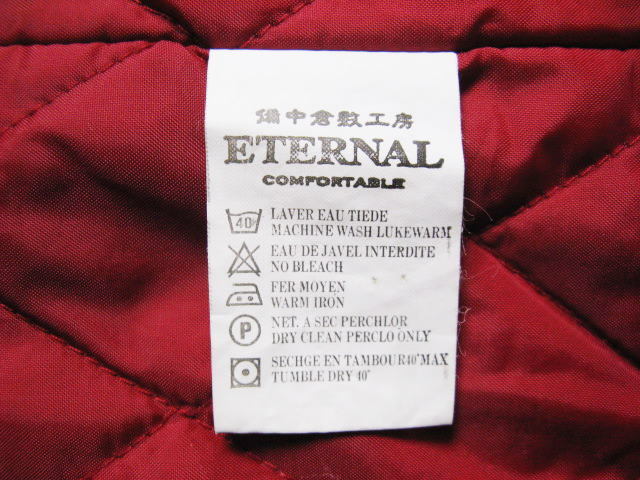 備中倉敷工房
ETERNAL
COMFORTABLE
40
LAVER EAU TIEDE
MACHINE WASH LUKEWARM
EAU DE JAVEL INTERDITE
NO BLEACH
FER MOYEN
WARM IRON
P
NET. A SEC PERCHLOR
DRY CLEAN PERCLO ONLY
SECHGE EN TAMBOUR40°MAX
TUMBLE DRY 40°